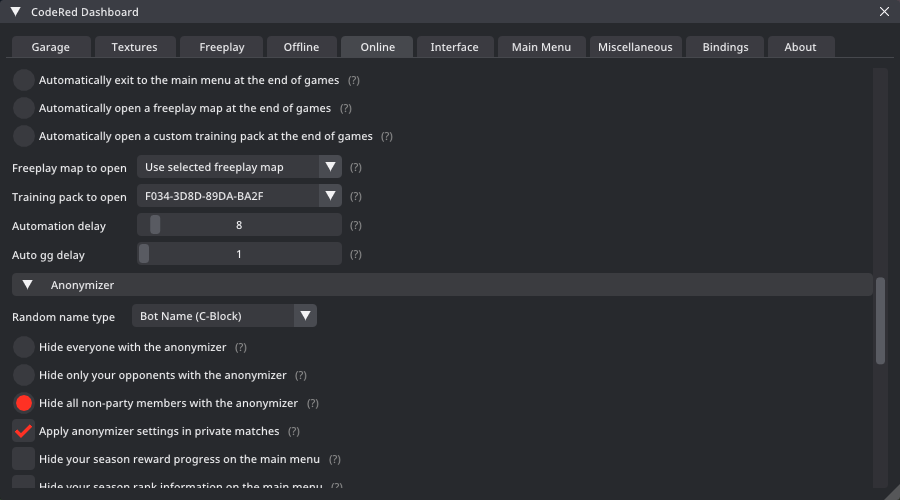 CodeRed Dashboard
Garage Textures Freeplay Offline Online Interface Main Menu Miscellaneous Bindings About
Automatically exit to the main menu at the end of games (?)
Automatically open a freeplay map at the end of games (?)
Automatically open a custom training pack at the end of games (?)
Freeplay map to open Use selected freeplay map (?)
Training pack to open F034-3D8D-89DA-BA2F (?)
Automation delay 8 (?)
Auto gg delay 1 (?)
Anonymizer
Random name type Bot Name (C-Block)
Hide everyone with the anonymizer (?)
Hide only your opponents with the anonymizer (?)
Hide all non-party members with the anonymizer (?)
Apply anonymizer settings in private matches (?)
Hide your season reward progress on the main menu (?)
Hide your season rank information on the main menu (?)